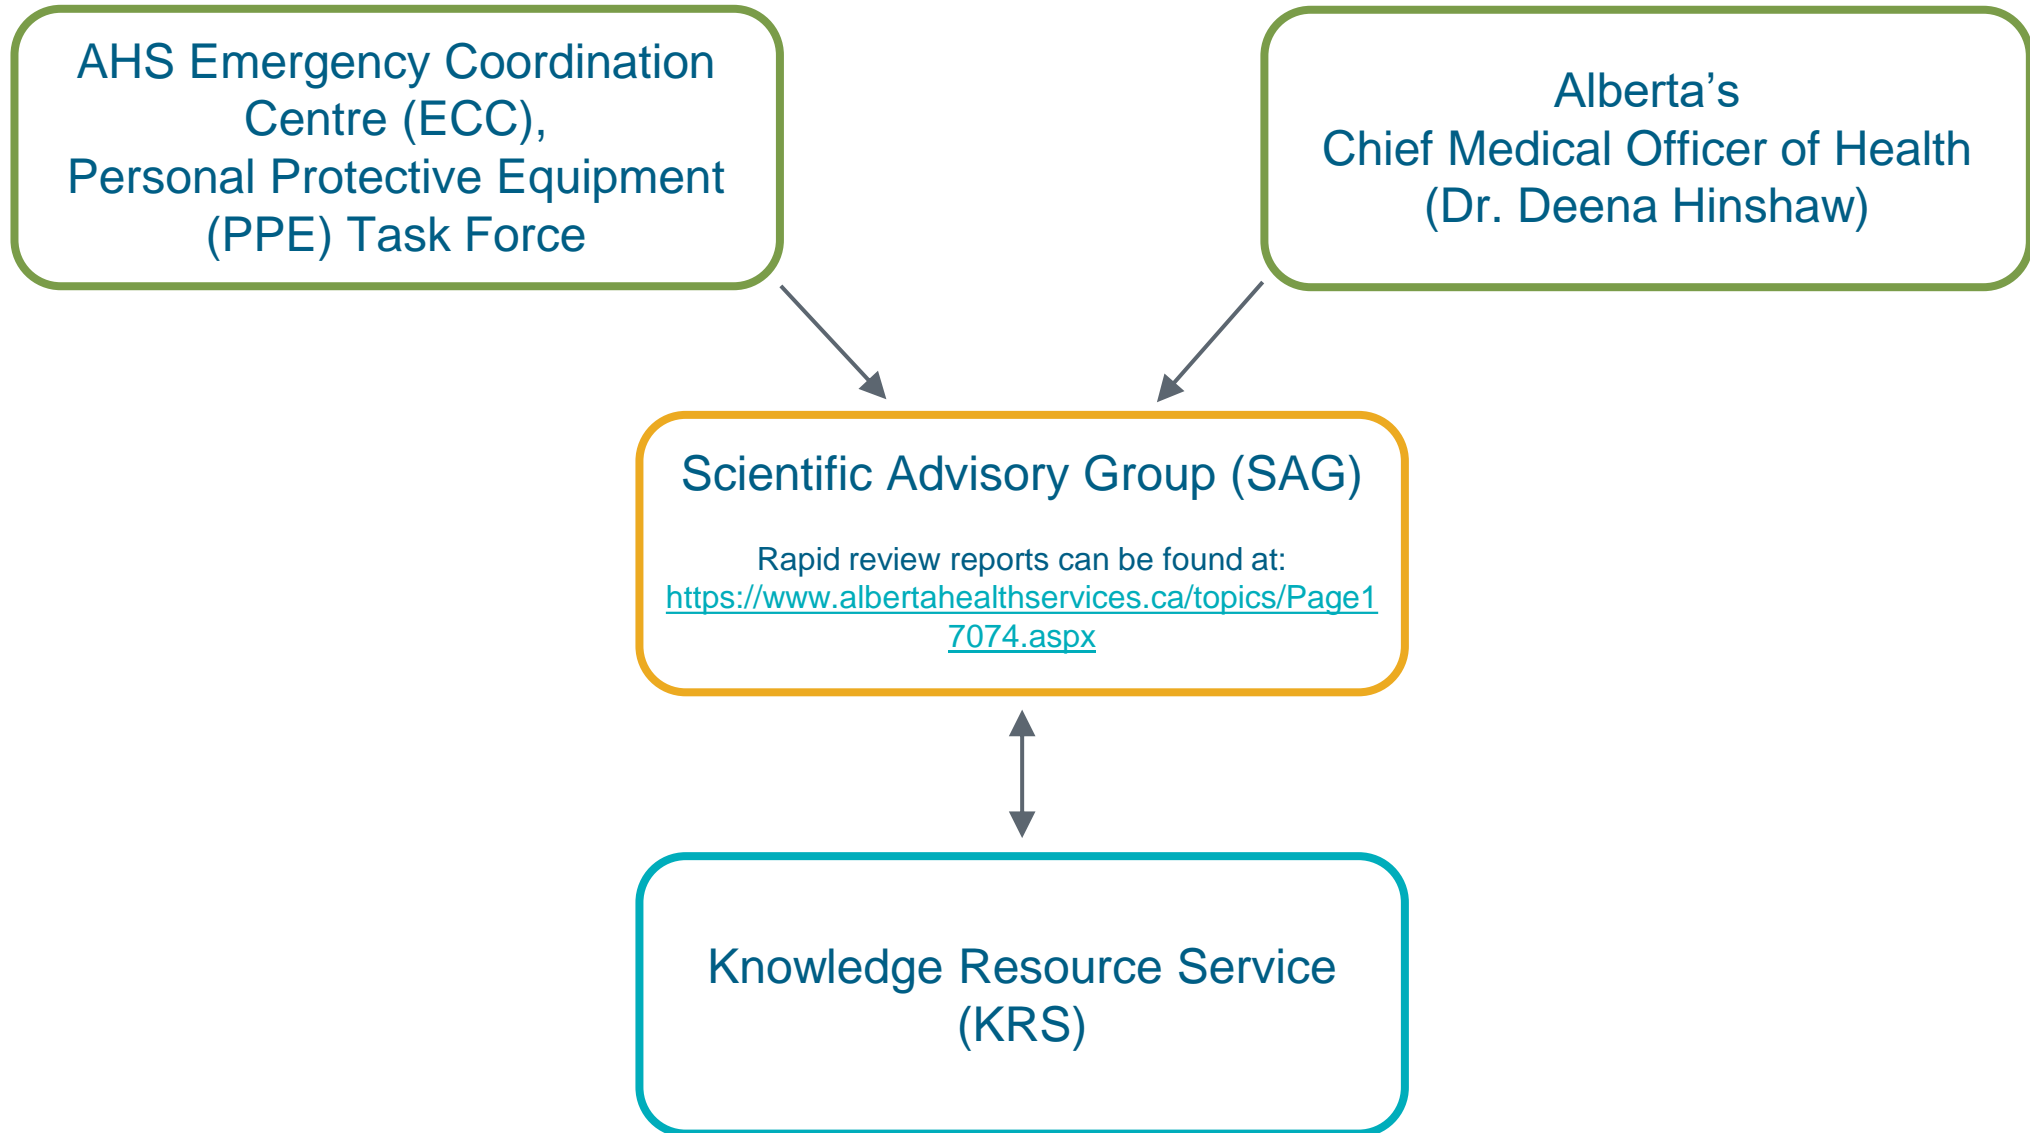 AHS Emergency Coordination
Centre (ECC),
Personal Protective Equipment
(PPE) Task Force
Alberta’s
Chief Medical Officer of Health
(Dr. Deena Hinshaw)
Scientific Advisory Group (SAG)
Rapid review reports can be found at:
https://www.albertahealthservices.ca/topics/Page1
7074.aspx
Knowledge Resource Service
(KRS)